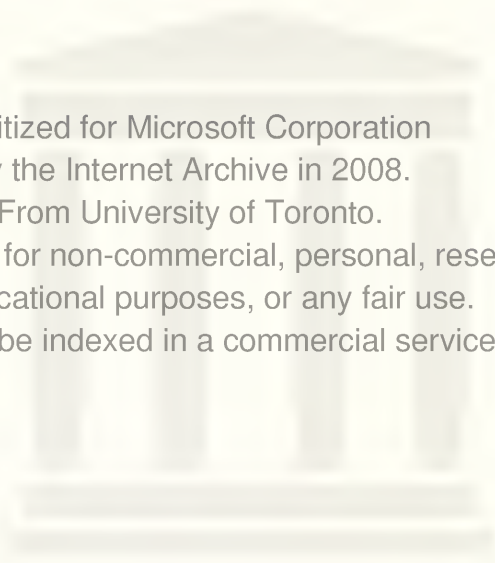 itized for Microsoft Corporation
the Internet Archive in 2008.
From University of Toronto.
for non-commercial, personal, rese
cational purposes, or any fair use.
be indexed in a commercial service